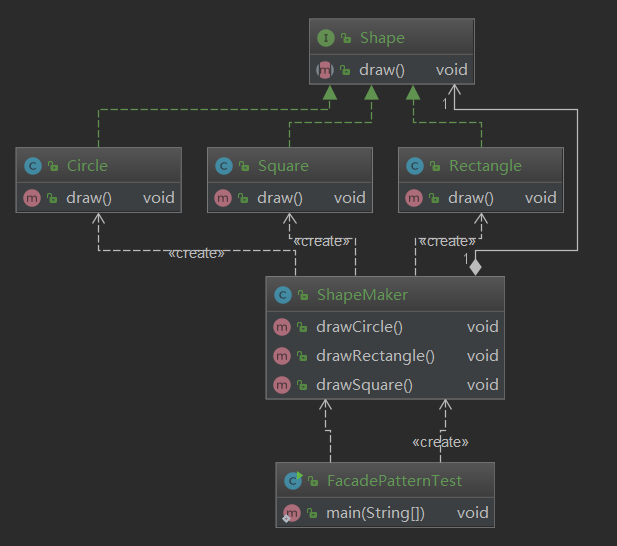 Shape
draw() void
1
Circle
Square
Rectangle
draw() void
draw() void
draw() void
«create»
«create»
«create»
1
ShapeMaker
drawCircle() void
drawRectangle() void
drawSquare() void
«create»
FacadePatternTest
main(String[]) void